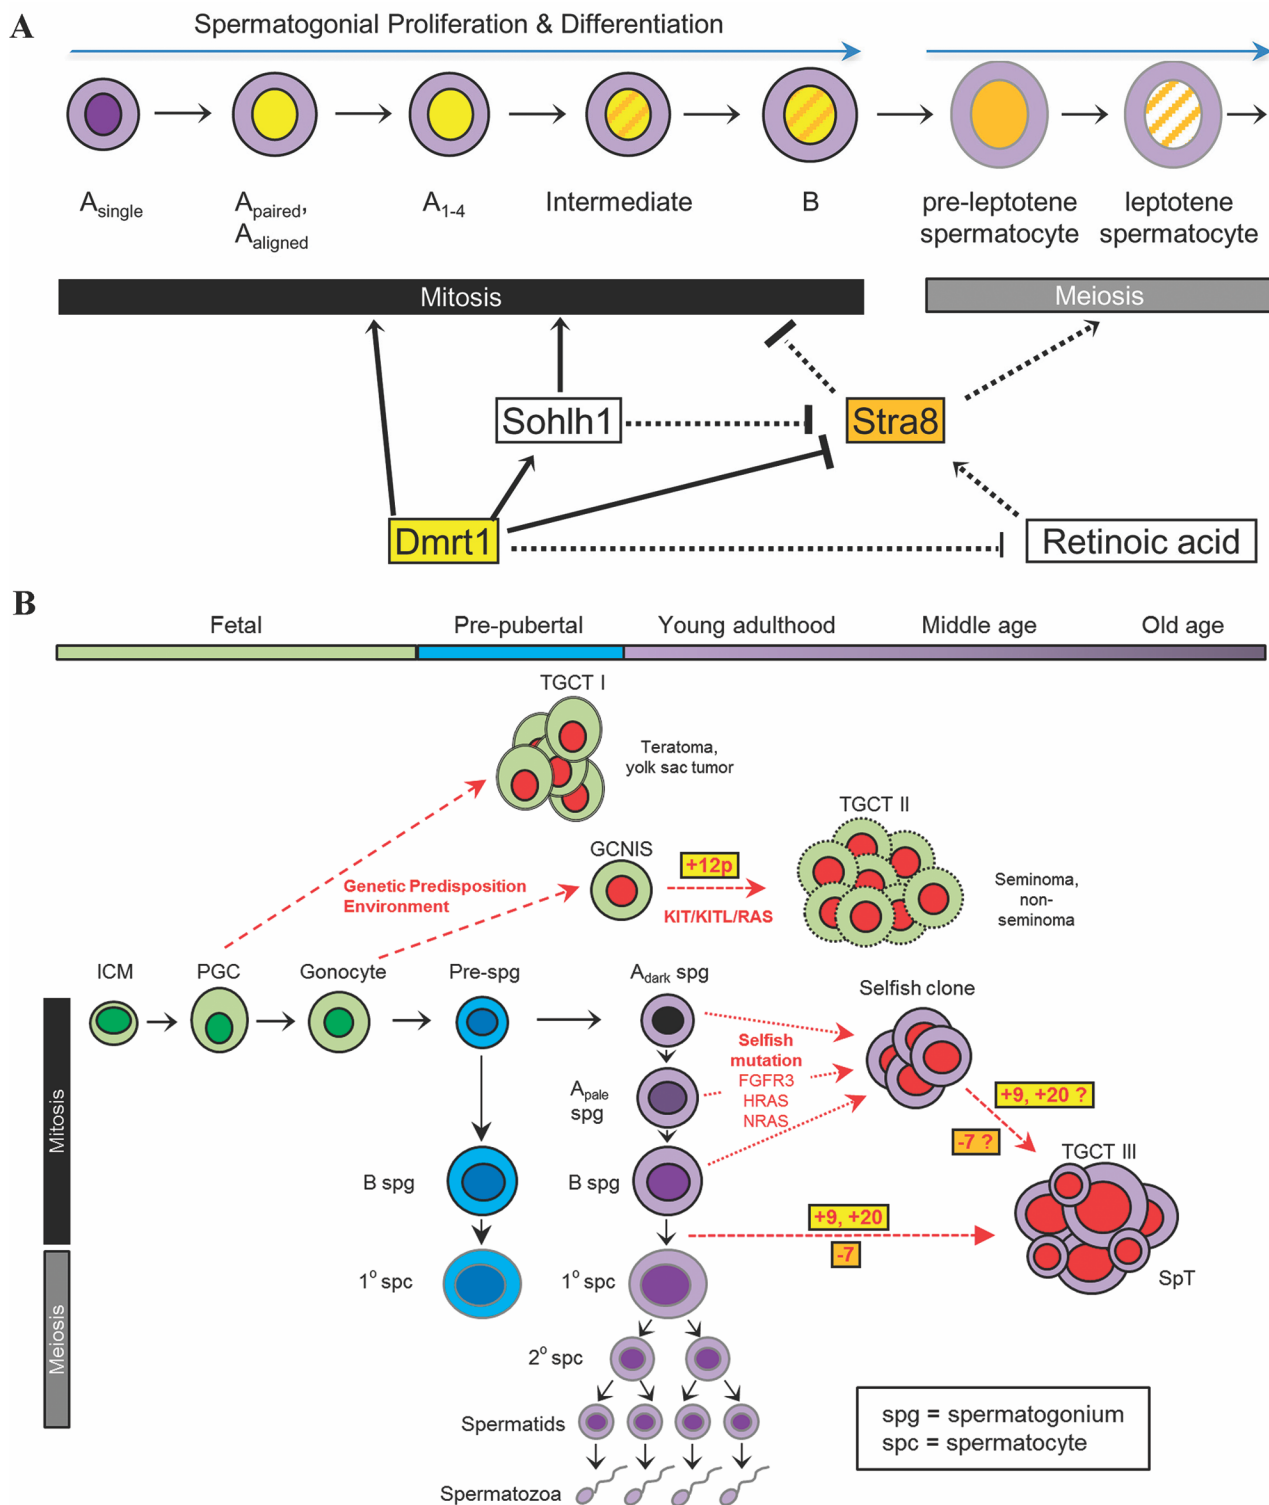 A
Spermatogonial Proliferation & Differentiation
Asingle
Apaired,
Aaligned
A1-4
Intermediate
B
pre-leptotene
spermatocyte
leptotene
spermatocyte
Mitosis
Meiosis
Sohlh1
Stra8
Dmrt1
Retinoic acid
B
Fetal
Pre-pubertal
Young adulthood
Middle age
Old age
TGCT I
Teratoma,
yolk sac tumor
TGCT II
GCNIS
+12p
KIT/KITL/RAS
Seminoma,
non-
seminoma
Genetic Predisposition
Environment
ICM
PGC
Gonocyte
Pre-spg
Adark spg
Selfish clone
Selfish
mutation
FGFR3
HRAS
NRAS
Apale
spg
+9, +20 ?
-7 ?
TGCT III
Mitosis
B spg
B spg
+9, +20
-7
SpT
Meiosis
1° spc
1° spc
2° spc
Spermatids
Spermatozoa
spg = spermatogonium
spc = spermatocyte